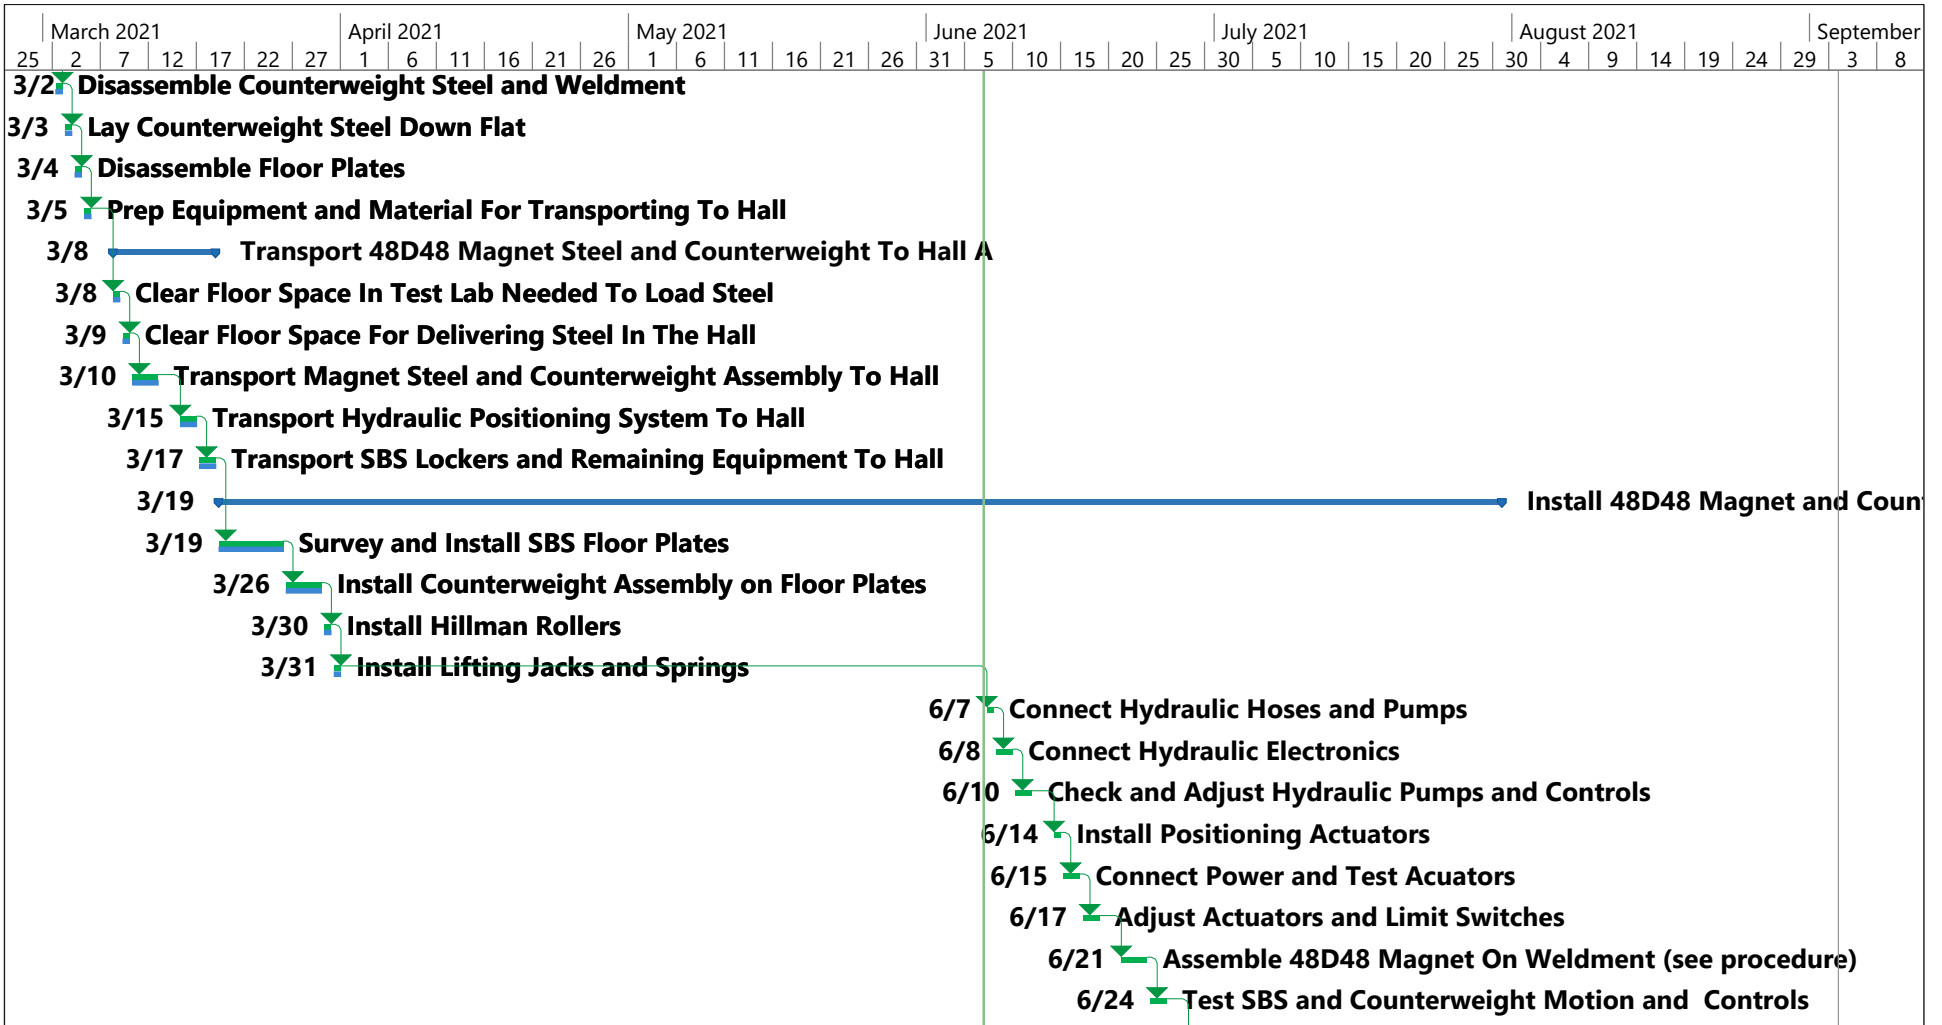 March 2021 April 2021 May 2021 June 2021 July 2021 August 2021 September
25 2 7 12 17 22 27 1 6 11 16 21 26 1 6 11 16 21 26 31 5 10 15 20 25 30 5 10 15 20 25 30 4 9 14 19 24 29 3 8
3/2 Disassemble Counterweight Steel and Weldment
3/3 Lay Counterweight Steel Down Flat
3/4 Disassemble Floor Plates
3/5 Prep Equipment and Material For Transporting To Hall
3/8 Transport 48D48 Magnet Steel and Counterweight To Hall A
3/8 Clear Floor Space In Test Lab Needed To Load Steel
3/9 Clear Floor Space For Delivering Steel In The Hall
3/10 Transport Magnet Steel and Counterweight Assembly To Hall
3/15 Transport Hydraulic Positioning System To Hall
3/17 Transport SBS Lockers and Remaining Equipment To Hall
3/19 Install 48D48 Magnet and Coun
3/19 Survey and Install SBS Floor Plates
3/26 Install Counterweight Assembly on Floor Plates
3/30 Install Hillman Rollers
3/31 Install Lifting Jacks and Springs
6/7 Connect Hydraulic Hoses and Pumps
6/8 Connect Hydraulic Electronics
6/10 Check and Adjust Hydraulic Pumps and Controls
6/14 Install Positioning Actuators
6/15 Connect Power and Test Acuators
6/17 Adjust Actuators and Limit Switches
6/21 Assemble 48D48 Magnet On Weldment (see procedure)
6/24 Test SBS and Counterweight Motion and Controls